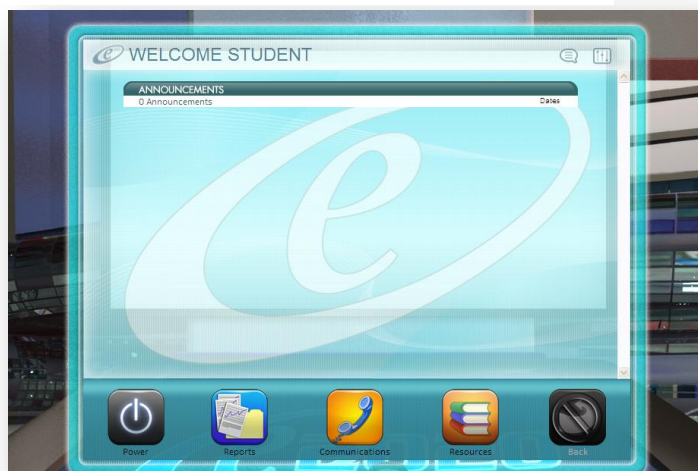 e WELCOME STUDENT
ANNOUNCEMENTS
0 Announcements Dates
e
Power Reports Communications Resources Back